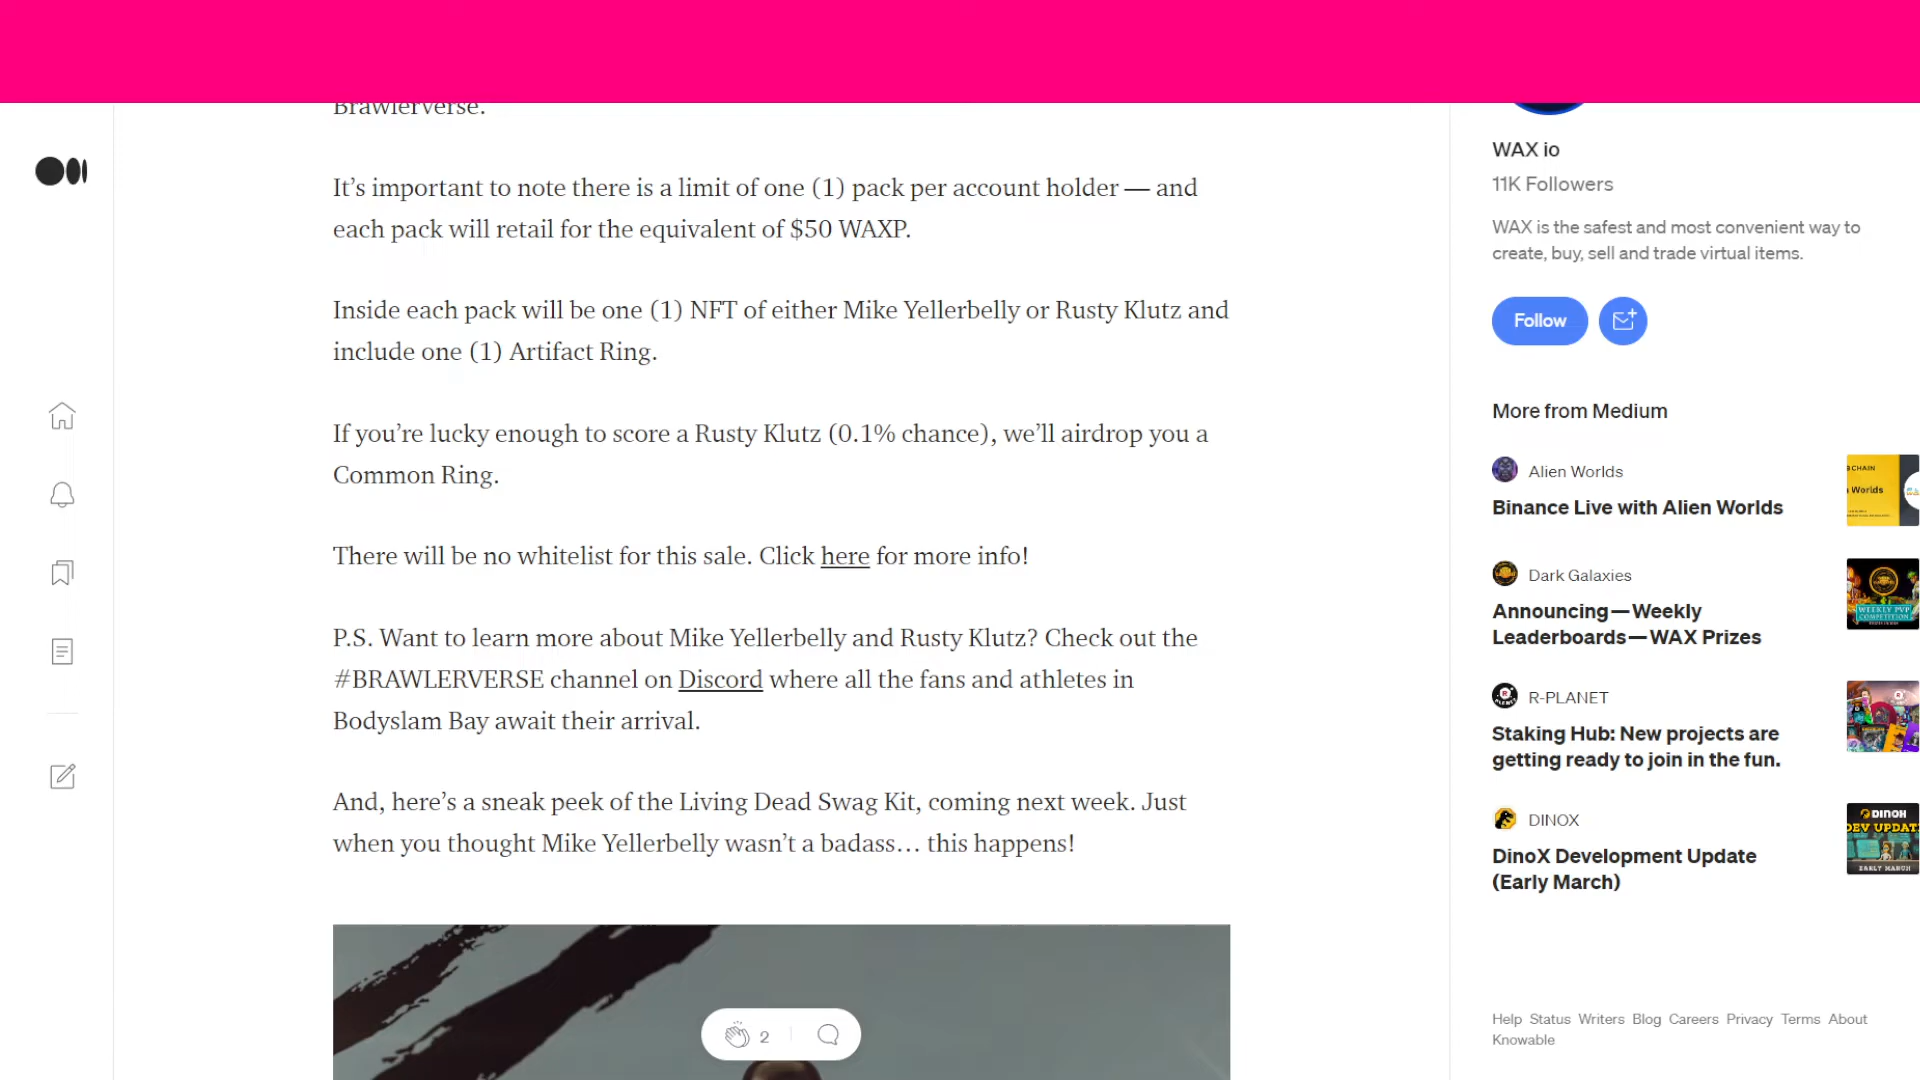 Brawlerverse.
It's important to note there is a limit of one (1) pack per account holder — and
each pack will retail for the equivalent of $50 WAXP.
Inside each pack will be one (1) NFT of either Mike Yellerbelly or Rusty Klutz and
include one (1) Artifact Ring.
If you're lucky enough to score a Rusty Klutz (0.1% chance), we'll airdrop you a
Common Ring.
There will be no whitelist for this sale. Click here for more info!
P.S. Want to learn more about Mike Yellerbelly and Rusty Klutz? Check out the
#BRAWLERVERSE channel on Discord where all the fans and athletes in
Bodyslam Bay await their arrival.
And, here's a sneak peek of the Living Dead Swag Kit, coming next week. Just
when you thought Mike Yellerbelly wasn't a badass… this happens!
2
WAX io
11K Followers
WAX is the safest and most convenient way to
create, buy, sell and trade virtual items.
Follow
More from Medium
Alien Worlds
Binance Live with Alien Worlds
CHAIN
Worlds
Dark Galaxies
Announcing—Weekly
Leaderboards—WAX Prizes
WEEKLY PVP
COMPETITION
R-PLANET
Staking Hub: New projects are
getting ready to join in the fun.
DINOX
DinoX Development Update
(Early March)
DINOX
DEV UPDAT
EARLY MARCH
Help Status Writers Blog Careers Privacy Terms About
Knowable